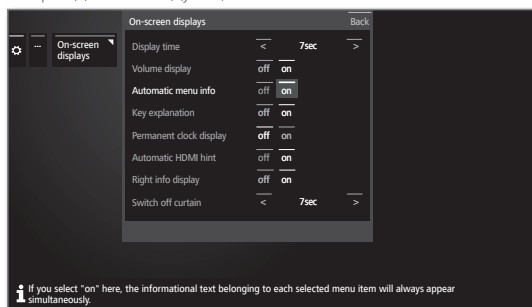 On-screen displays Back
... On-screen
displays
Display time < 7sec >
Volume display off on
Automatic menu info off on
Key explanation off on
Permanent clock display off on
Automatic HDMI hint off on
Right info display off on
Switch off curtain < 7sec >
If you select "on" here, the informational text belonging to each selected menu item will always appear
simultaneously.